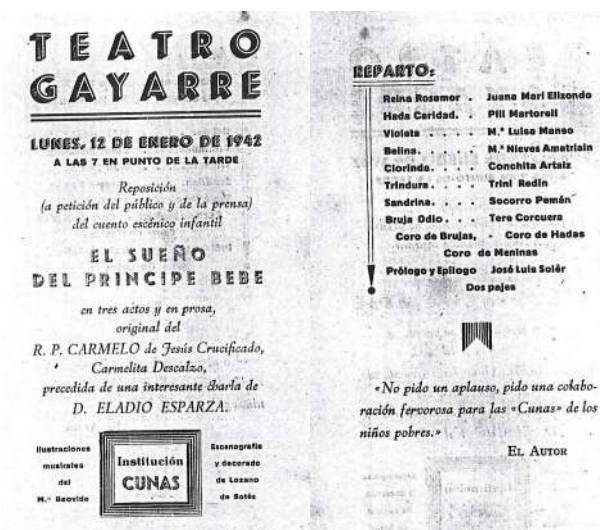 TEATRO
GAYARRE
LUNES, 12 DE ENERO DE 1942
A LAS 7 EN PUNTO DE LA TARDE
Reposición
(a petición del público y de la prensa)
del cuento escénico infantil
EL SUEÑO
DEL PRINCIPE BEBE
en tres actos y en prosa,
original del
R. P. CARMELO de Jesús Crucificado,
Carmelita Descalzo,
precedida de una interesante charla de
D. ELADIO ESPARZA.
Ilustraciones
musicales
del
M.º Beovide
Institución
CUNAS
Escenografía
y decorado
de Lozano
de Sotés
REPARTO:
Reina Rosamor . Juana Mari Elizondo
Hada Caridad. . Pili Martorell
Violeta . . . . M.ª Luisa Manso
Belina. . . . . M.ª Nieves Amatriain
Clorinda. . . . Conchita Artaiz
Trindura. . . . Trini Redin
Sandrina. . . . Socorro Pemán
Bruja Odio. . . Tere Corcuera
Coro de Brujas, - Coro de Hadas
Coro de Meninas
Prólogo y Epílogo José Luis Solér
Dos pajes
«No pido un aplauso, pido una colabo-
ración fervorosa para las «Cunas» de los
niños pobres.»
EL AUTOR